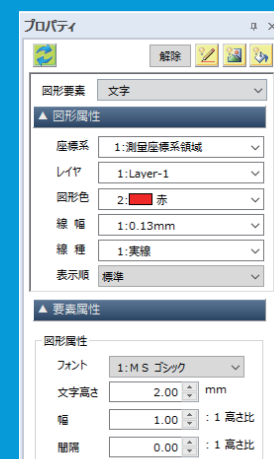 プロパティ
解除
図形要素 文字
▲ 図形属性
座標系 1:測量座標系領域
レイヤ 1:Layer-1
図形色 2: 赤
線 幅 1:0.13mm
線 種 1:実線
表示順 標準
▲ 要素属性
図形属性
フォント 1:ＭＳ ゴシック
文字高さ 2.00 mm
幅 1.00 : 1 高さ比
間隔 0.00 : 1 高さ比